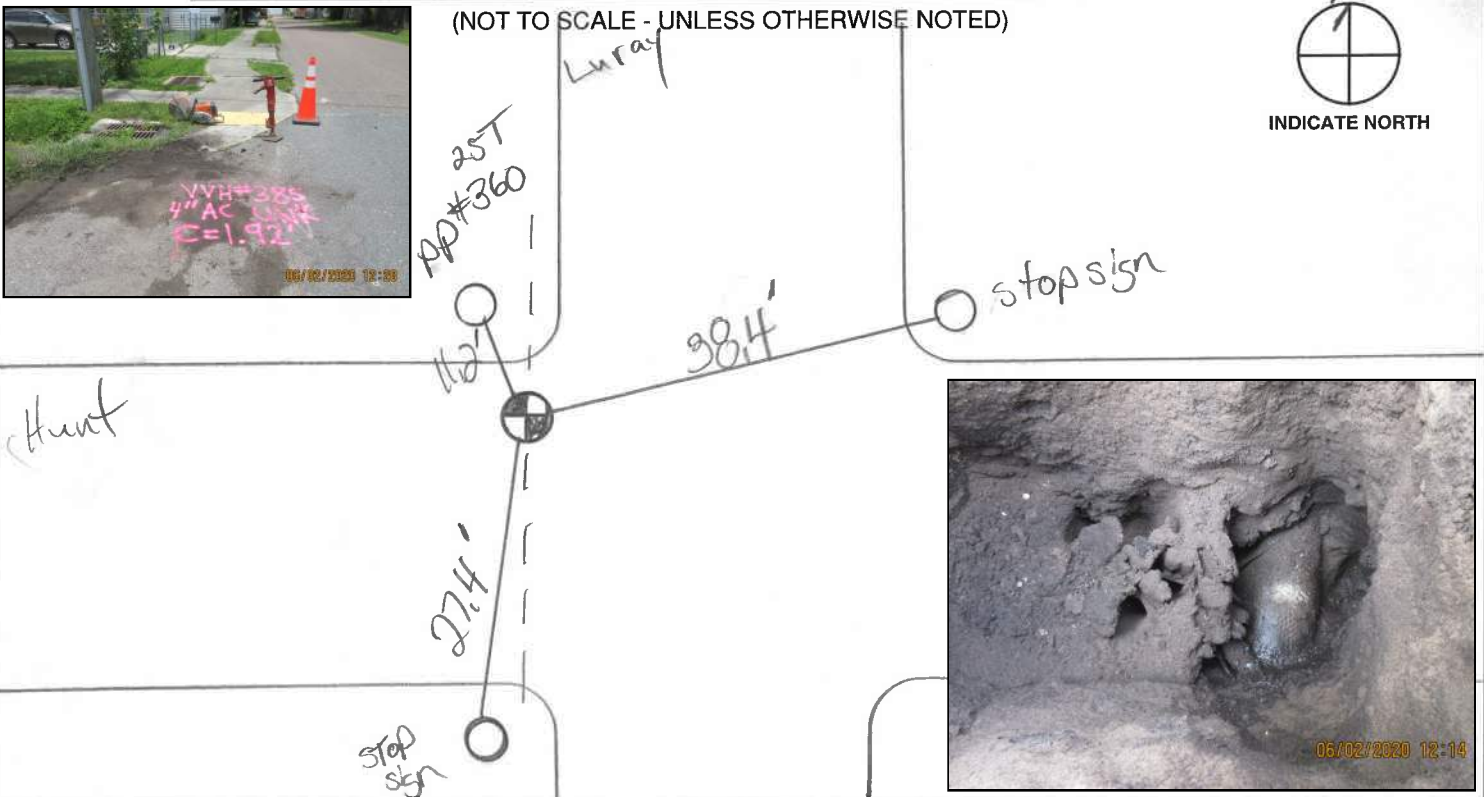 (NOT TO SCALE - UNLESS OTHERWISE NOTED)
INDICATE NORTH
Luray
25T
PP#360
VVH#385
4" AC UNK
C=1.92'
06/02/2020 12:20
11.2'
38.4'
stop sign
Hunt
27.4'
STOP
sign
06/02/2020 12:14